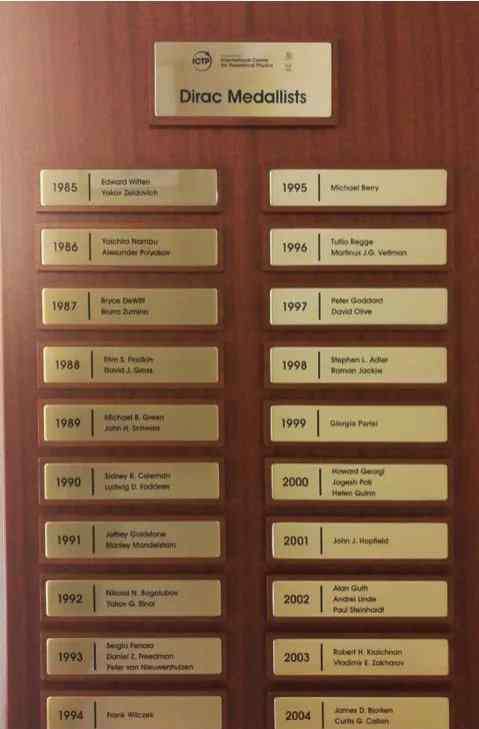 ICTP
International Centre
for Theoretical Physics
Dirac Medallists
1985
Edward Witten
Yakov Zeldovich
1986
Yoichiro Nambu
Alexander Polyakov
1987
Bryce DeWitt
Bruno Zumino
1988
Efim S. Fradkin
David J. Gross
1989
Michael B. Green
John H. Schwarz
1990
Sidney R. Coleman
Ludwig D. Faddeev
1991
Jeffrey Goldstone
Stanley Mandelstam
1992
Nikolai N. Bogolubov
Yakov G. Sinai
1993
Sergio Ferrara
Daniel Z. Freedman
Peter van Nieuwenhuizen
1994
Frank Wilczek
1995
Michael Berry
1996
Tullio Regge
Martinus J.G. Veltman
1997
Peter Goddard
David Olive
1998
Stephen L. Adler
Roman Jackiw
1999
Giorgio Parisi
2000
Howard Georgi
Jogesh Pati
Helen Quinn
2001
John J. Hopfield
2002
Alan Guth
Andrei Linde
Paul Steinhardt
2003
Robert H. Kraichnan
Vladimir E. Zakharov
2004
James D. Bjorken
Curtis G. Callan